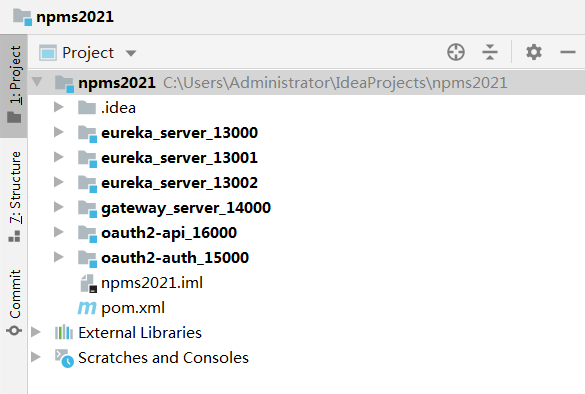 npms2021
Project
npms2021 C:\Users\Administrator\IdeaProjects\npms2021
.idea
eureka_server_13000
eureka_server_13001
eureka_server_13002
gateway_server_14000
oauth2-api_16000
oauth2-auth_15000
npms2021.iml
m pom.xml
External Libraries
Scratches and Consoles
1: Project
7: Structure
Commit